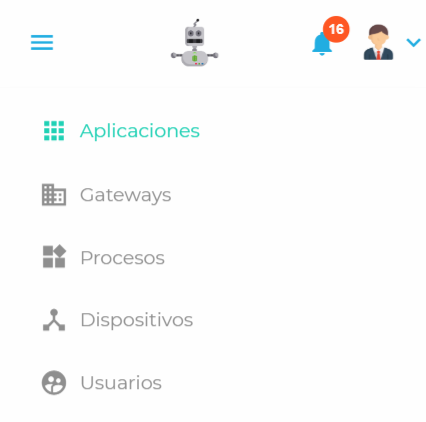 16
Aplicaciones
Gateways
Procesos
Dispositivos
Usuarios